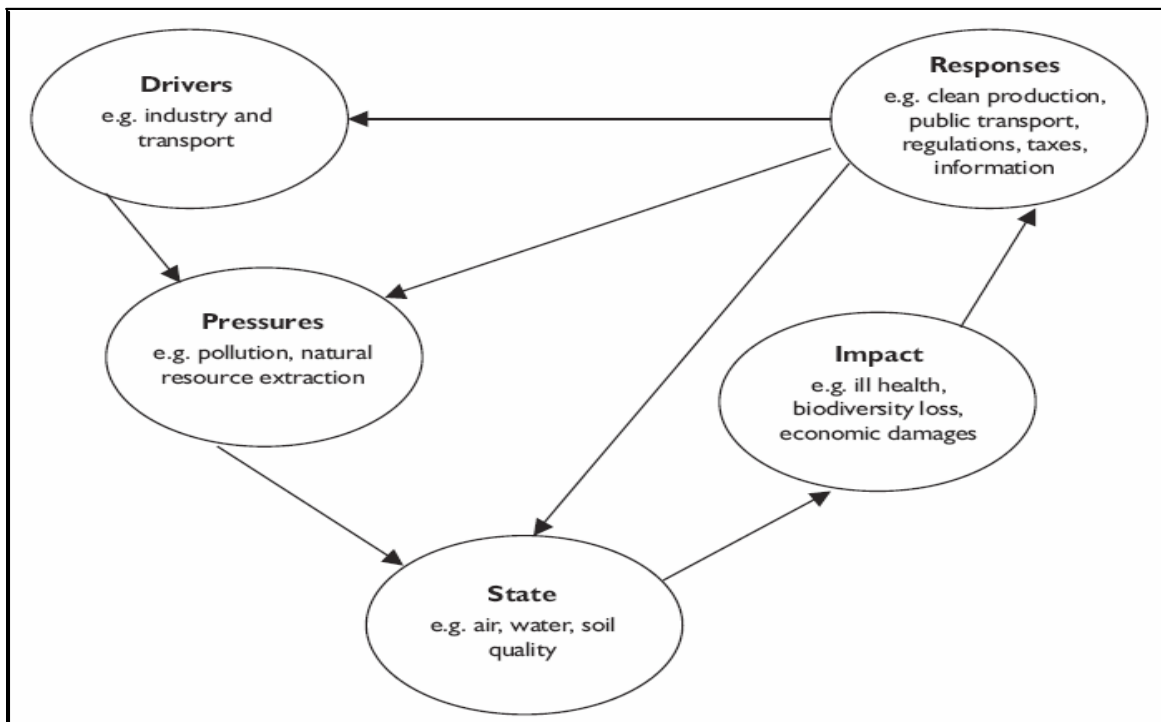 Drivers
e.g. industry and
transport
Responses
e.g. clean production,
public transport,
regulations, taxes,
information
Pressures
e.g. pollution, natural
resource extraction
Impact
e.g. ill health,
biodiversity loss,
economic damages
State
e.g. air, water, soil
quality